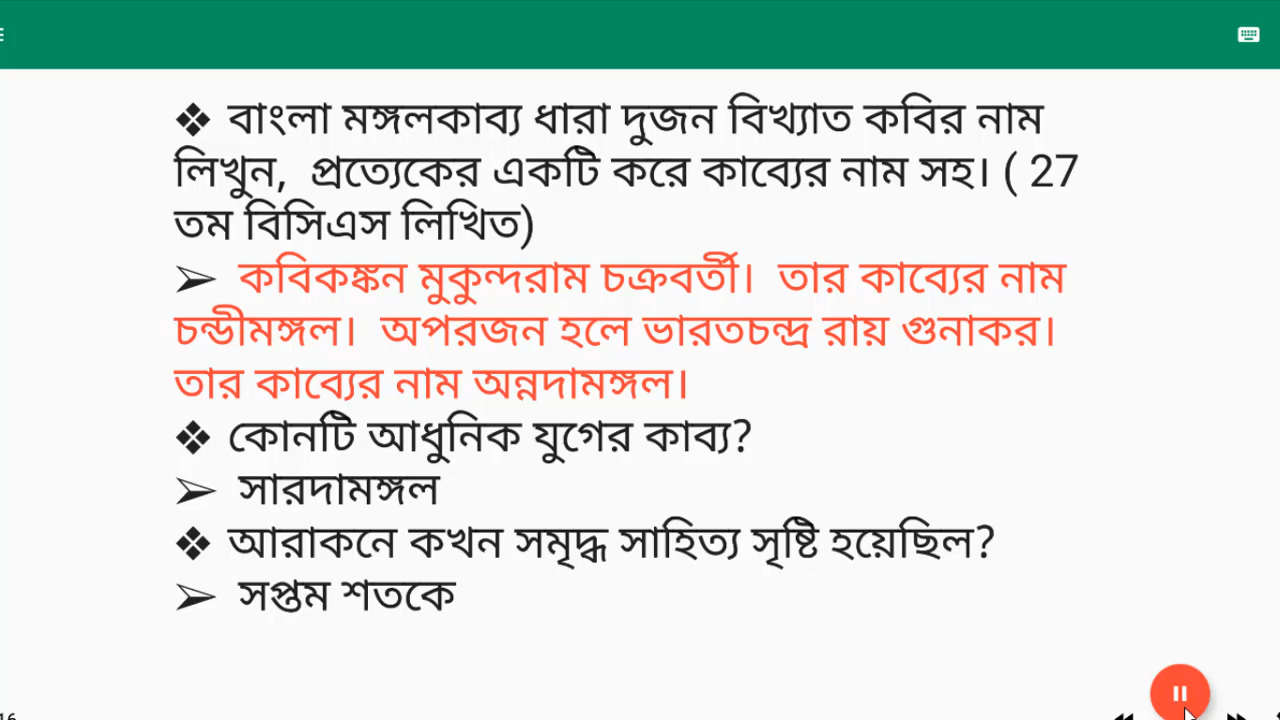 ❖ বাংলা মঙ্গলকাব্য ধারা দুজন বিখ্যাত কবির নাম
লিখুন, প্রত্যেকের একটি করে কাব্যের নাম সহ। ( 27
তম বিসিএস লিখিত)
➢ কবিকঙ্কন মুকুন্দরাম চক্রবর্তী। তার কাব্যের নাম
চন্ডীমঙ্গল। অপরজন হলে ভারতচন্দ্র রায় গুনাকর।
তার কাব্যের নাম অন্নদামঙ্গল।
❖ কোনটি আধুনিক যুগের কাব্য?
➢ সারদামঙ্গল
❖ আরাকনে কখন সমৃদ্ধ সাহিত্য সৃষ্টি হয়েছিল?
➢ সপ্তম শতকে